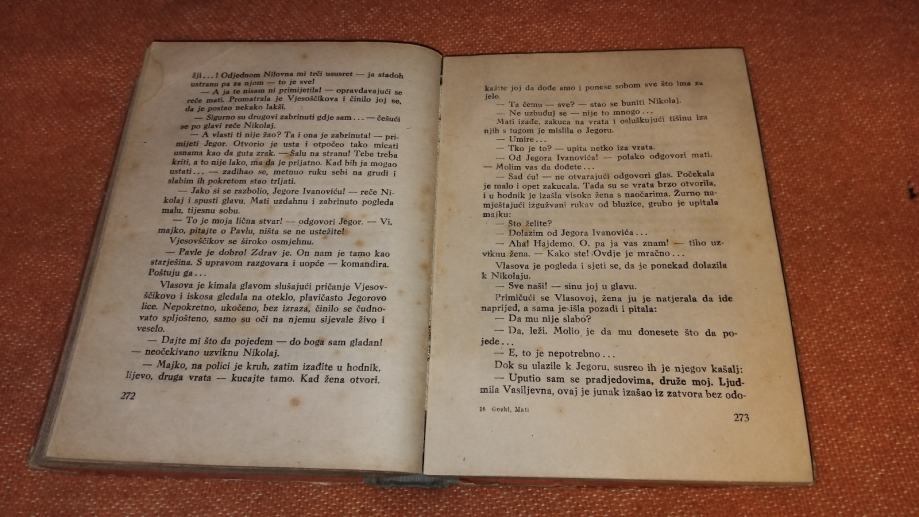 žji...! Odjednom Nilovna mi trči ususret — ja stadoh
ustranu pa za njom — to je sve!
— A ja te nisam ni primijetila! — opravdavajući se
reče mati. Promatrala je Vjesoščikova i činilo joj se,
da je postao nekako lakši.
— Sigurno su drugovi zabrinuti gdje sam... — češući
se po glavi reče Nikolaj.
— A vlasti ti nije žao? Ta i ona je zabrinuta! — pri-
mijeti Jegor. Otvorio je usta i otpočeo tako micati
usnama kao da guta zrak. — Šalu na stranu! Tebe treba
kriti, a to nije lako, ma da je prijatno. Kad bih ja mogao
ustati... — zadihao se, metnuo ruku sebi na grudi i
slabim ih pokretom stao trljati.
— Jako si se razbolio, Jegore Ivanoviću! — reče Ni-
kolaj i spusti glavu. Mati uzdahnu i zabrinuto pogleda
malu, tijesnu sobu.
— To je moja lična stvar! — odgovori Jegor. — Vi,
majko, pitajte o Pavlu, ništa se ne ustežite!
Vjesovščikov se široko osmjehnu.
— Pavle je dobro! Zdrav je. On nam je tamo kao
starješina. S upravom razgovara i uopće — komandira.
Poštuju ga...
Vlasova je kimala glavom slušajući pričanje Vjesov-
ščikovo i iskosa gledala na oteklo, plavičasto Jegorovo
lice. Nepokretno, ukočeno, bez izraza, činilo se čudno-
vato spljošteno, samo su oči na njemu sijevale živo i
veselo.
— Dajte mi što da pojedem — do boga sam gladan!
— neočekivano uzviknu Nikolaj.
— Majko, na polici je kruh, zatim izađite u hodnik,
lijevo, druga vrata — kucajte tamo. Kad žena otvori,
272
kažite joj da dođe amo i ponese sobom sve što ima za
jelo.
— Ta čemu — sve? — stao se buniti Nikolaj.
— Ne uzbuđuj se — nije to mnogo...
Mati izađe, zakuca na vrata i osluškujući tišinu iza
njih s tugom je mislila o Jegoru.
— Umire...
— Tko je to? — upita netko iza vrata.
— Od Jegora Ivanovića! — polako odgovori mati.
— Molim vas da dođete...
— Sad ću! — ne otvarajući odgovori glas. Počekala
je malo i opet zakucala. Tada su se vrata brzo otvorila,
i u hodnik je izašla visoka žena s naočarima. Žurno na-
mještajući izgužvani rukav od bluzice, grubo je upitala
majku:
— Što želite?
— Dolazim od Jegora Ivanovića...
— Aha! Hajdemo. O, pa ja vas znam! — tiho uz-
viknu žena. — Kako ste! Ovdje je mračno...
Vlasova je pogleda i sjeti se, da je ponekad dolazila
k Nikolaju.
— Sve naši! — sinu joj u glavu.
Primičući se Vlasovoj, žena ju je natjerala da ide
naprijed, a sama je išla pozadi i pitala:
— Da mu nije slabo?
— Da, leži. Molio je da mu donesete što da po-
jede...
— E, to je nepotrebno...
Dok su ulazile k Jegoru, susreo ih je njegov kašalj:
— Uputio sam se pradjedovima, druže moj. Ljud-
mila Vasiljevna, ovaj je junak izašao iz zatvora bez odo-
18 Gorki, Mati
273